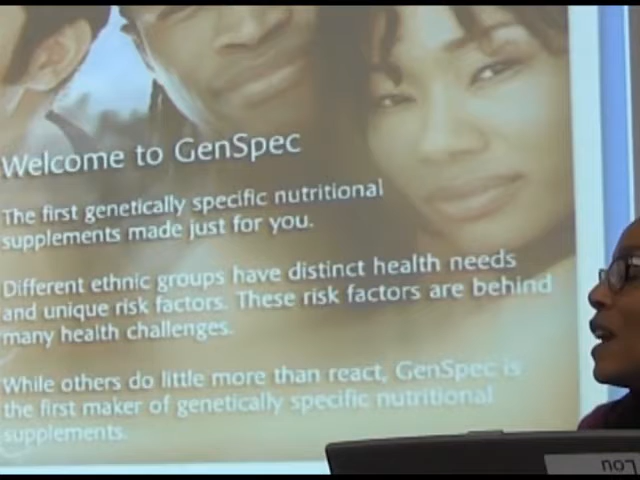 Welcome to GenSpec
The first genetically specific nutritional
supplements made just for you.
Different ethnic groups have distinct health needs
and unique risk factors. These risk factors are behind
many health challenges.
While others do little more than react, GenSpec is
the first maker of genetically specific nutritional
supplements.